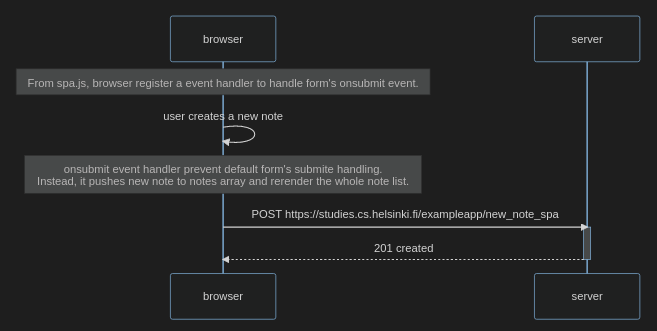 browser
server
From spa.js, browser register a event handler to handle form's onsubmit event.
user creates a new note
onsubmit event handler prevent default form's submite handling.
Instead, it pushes new note to notes array and rerender the whole note list.
POST https://studies.cs.helsinki.fi/exampleapp/new_note_spa
201 created
browser
server